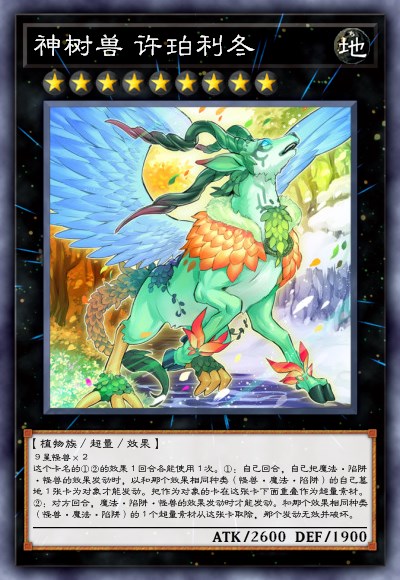 神树兽 许珀利冬
地
【植物族／超量／效果】
９星怪兽×２
这个卡名的①②的效果１回合各能使用１次。①：自己回合，自己把魔法·陷阱
·怪兽的效果发动时，以和那个效果相同种类（怪兽·魔法·陷阱）的自己墓
地１张卡为对象才能发动。把作为对象的卡在这张卡下面重叠作为超量素材。
②：对方回合，魔法·陷阱·怪兽的效果发动时才能发动。和那个效果相同种类
（怪兽·魔法·陷阱）的１个超量素材从这张卡取除，那个发动无效并破坏。
ATK/2600 DEF/1900